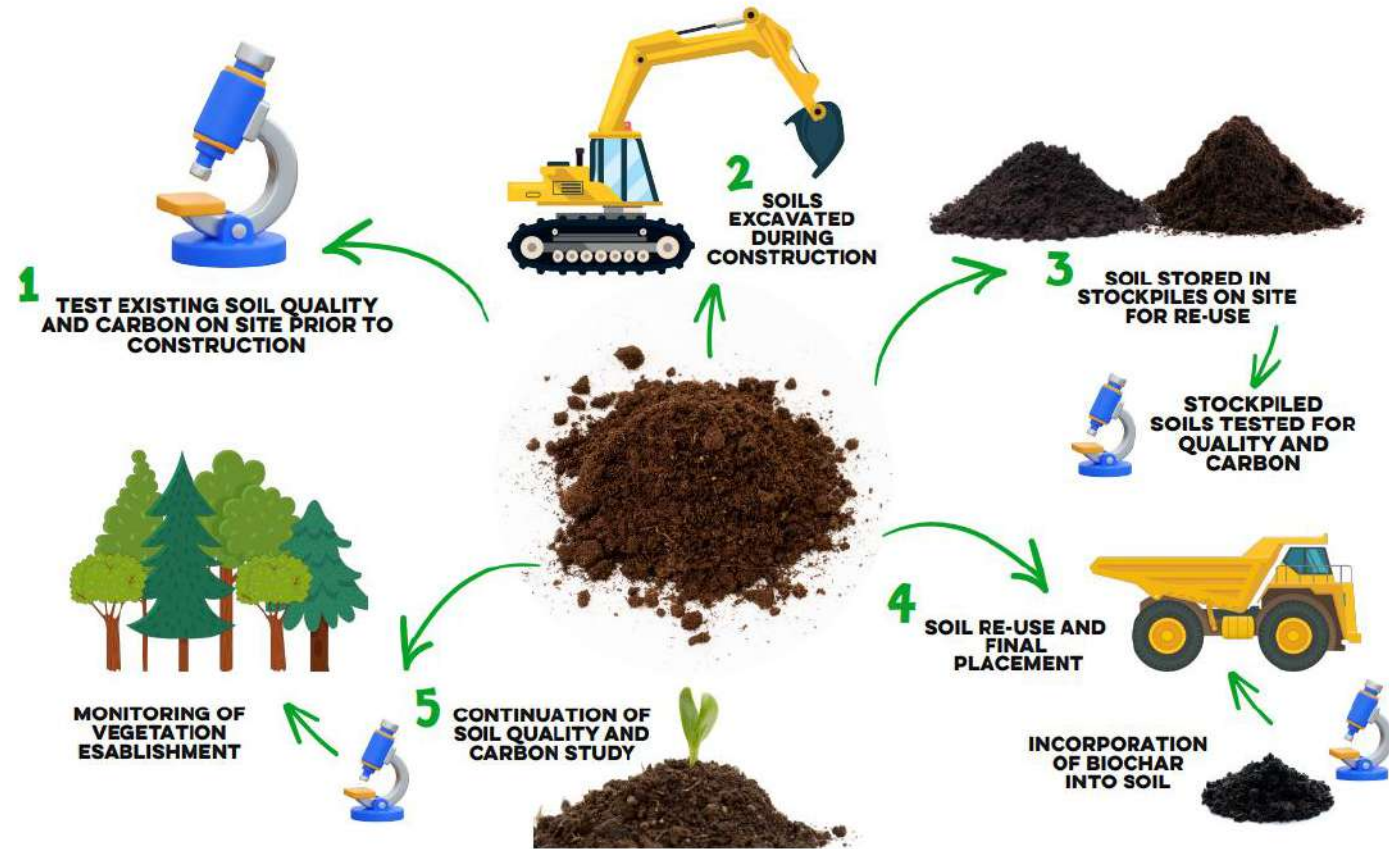 1
TEST EXISTING SOIL QUALITY
AND CARBON ON SITE PRIOR TO
CONSTRUCTION
2
SOILS
EXCAVATED
DURING
CONSTRUCTION
3
SOIL STORED IN
STOCKPILES ON SITE
FOR RE-USE
STOCKPILED
SOILS TESTED FOR
QUALITY AND
CARBON
4
SOIL RE-USE AND
FINAL
PLACEMENT
INCORPORATION
OF BIOCHAR
INTO SOIL
5
CONTINUATION OF
SOIL QUALITY AND
CARBON STUDY
MONITORING OF
VEGETATION
ESABLISHMENT